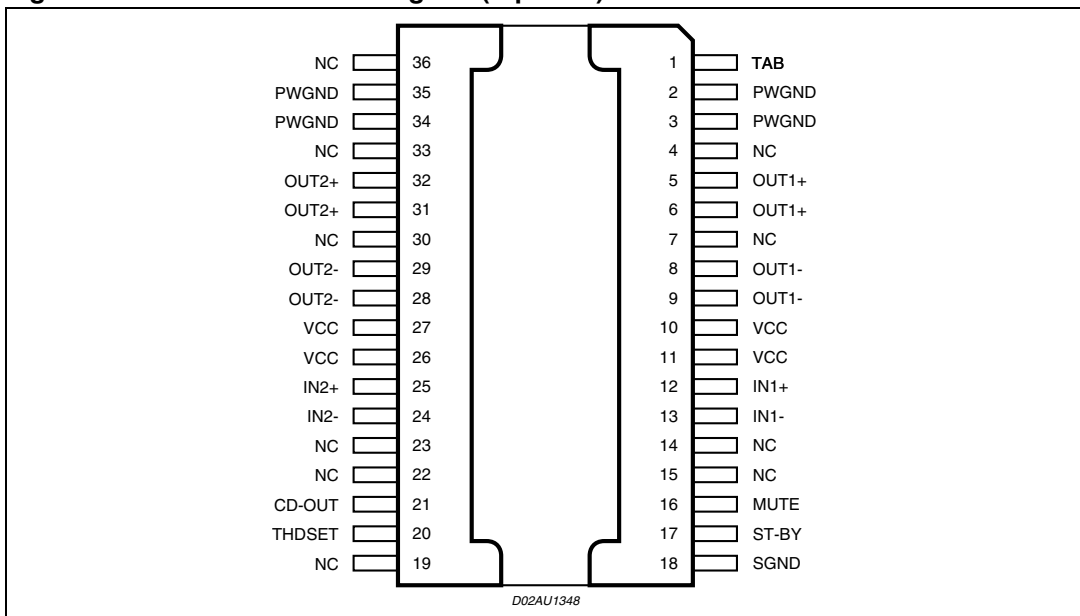 NC 36 1 TAB
PWGND 35 2 PWGND
PWGND 34 3 PWGND
NC 33 4 NC
OUT2+ 32 5 OUT1+
OUT2+ 31 6 OUT1+
NC 30 7 NC
OUT2- 29 8 OUT1-
OUT2- 28 9 OUT1-
VCC 27 10 VCC
VCC 26 11 VCC
IN2+ 25 12 IN1+
IN2- 24 13 IN1-
NC 23 14 NC
NC 22 15 NC
CD-OUT 21 16 MUTE
THDSET 20 17 ST-BY
NC 19 18 SGND
D02AU1348